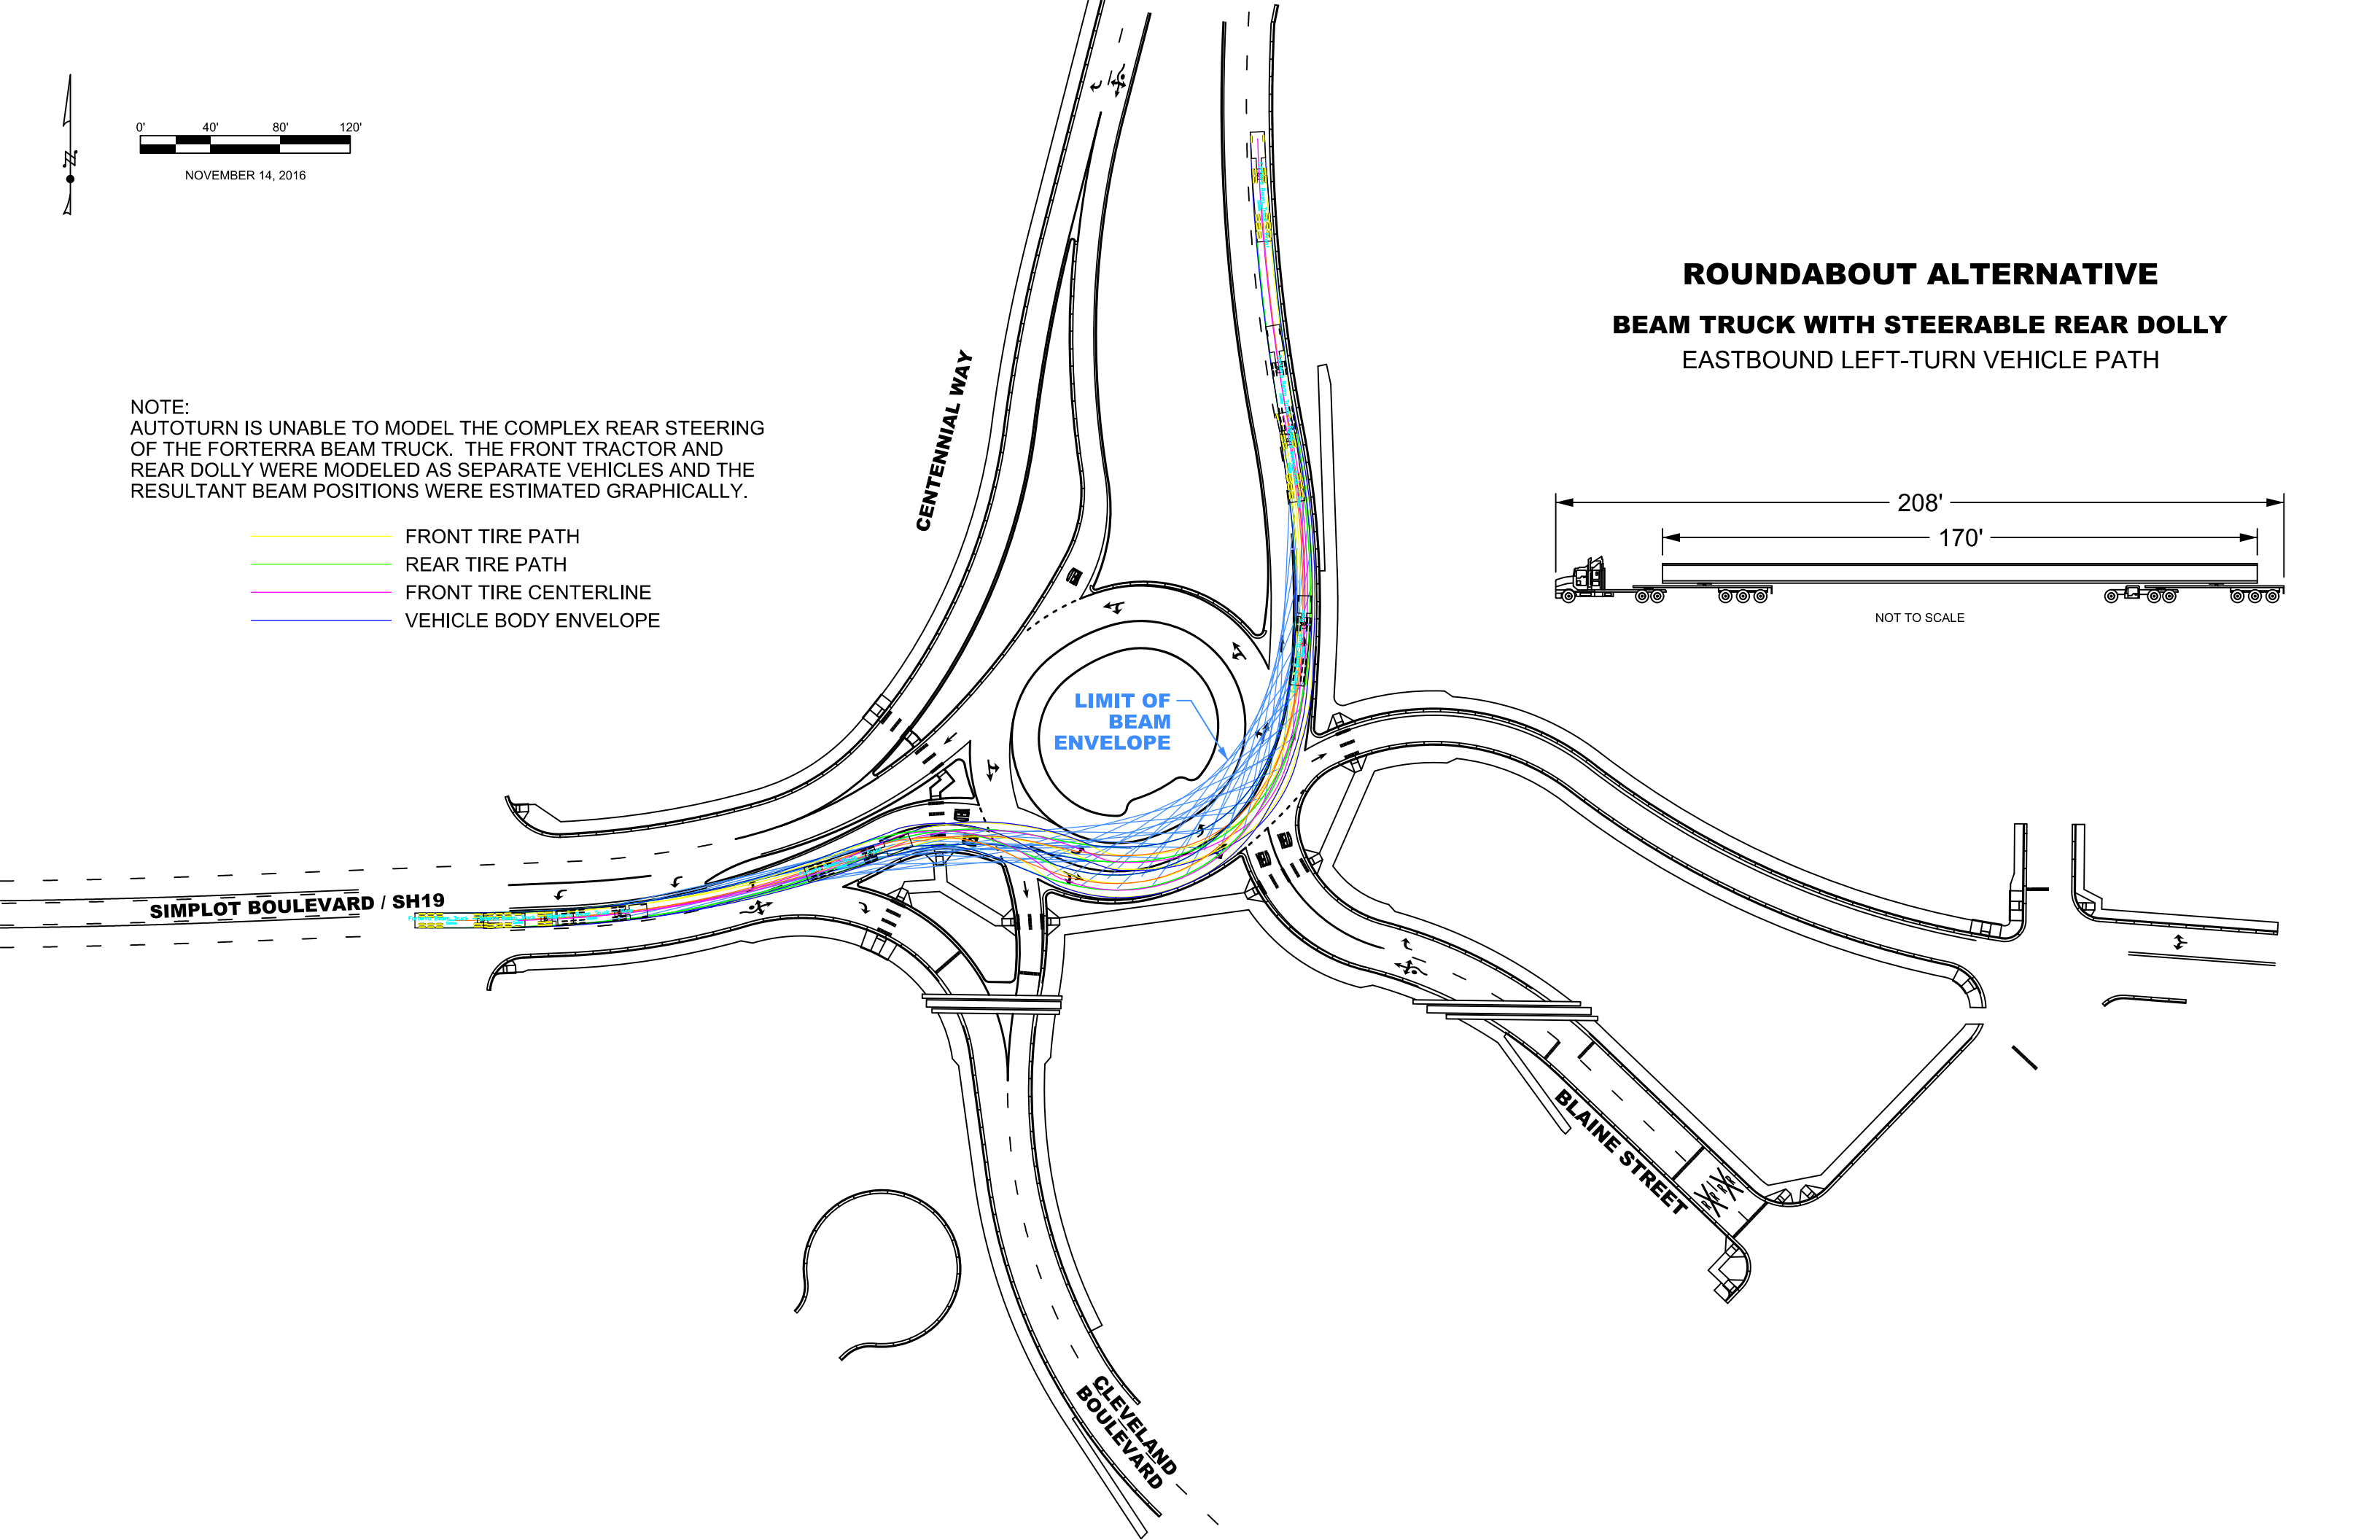 0' 40' 80' 120'
NOVEMBER 14, 2016
ROUNDABOUT ALTERNATIVE
BEAM TRUCK WITH STEERABLE REAR DOLLY
EASTBOUND LEFT-TURN VEHICLE PATH
NOTE:
AUTOTURN IS UNABLE TO MODEL THE COMPLEX REAR STEERING
OF THE FORTERRA BEAM TRUCK. THE FRONT TRACTOR AND
REAR DOLLY WERE MODELED AS SEPARATE VEHICLES AND THE
RESULTANT BEAM POSITIONS WERE ESTIMATED GRAPHICALLY.
FRONT TIRE PATH
REAR TIRE PATH
FRONT TIRE CENTERLINE
VEHICLE BODY ENVELOPE
CENTENNIAL WAY
208'
170'
NOT TO SCALE
LIMIT OF
BEAM
ENVELOPE
SIMPLOT BOULEVARD / SH19
BLAINE STREET
CLEVELAND
BOULEVARD